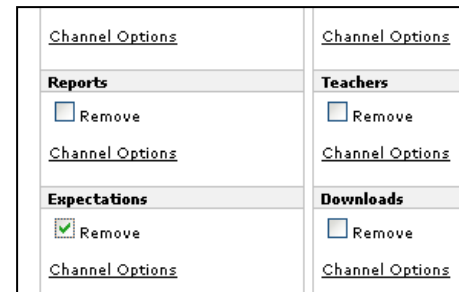 Channel Options Channel Options
Reports Teachers
Remove Remove
Channel Options Channel Options
Expectations Downloads
Remove Remove
Channel Options Channel Options